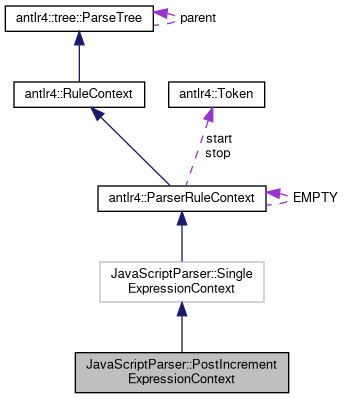 antlr4::tree::ParseTree
parent
antlr4::RuleContext
antlr4::Token
start
stop
antlr4::ParserRuleContext
EMPTY
JavaScriptParser::Single
ExpressionContext
JavaScriptParser::PostIncrement
ExpressionContext